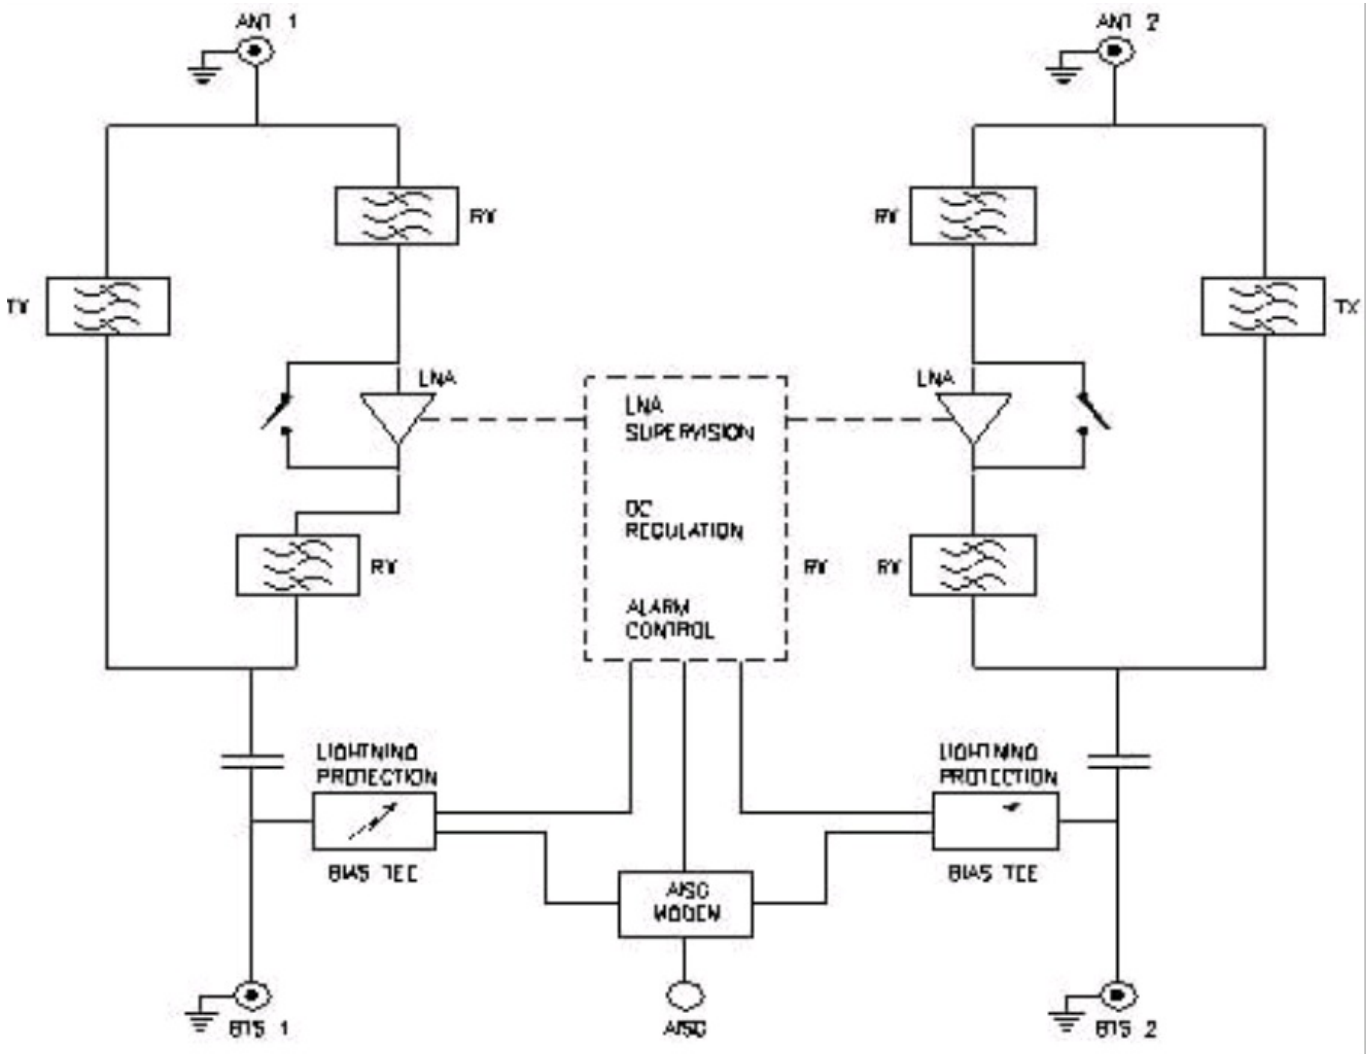 ANT 1
ANT 2
RX
RX
TX
TX
LNA
LNA
LNA
SUPERVISION
DC
REGULATION
RX
RX
RX
ALARM
CONTROL
LIGHTNING
PROTECTION
LIGHTNING
PROTECTION
BIAS TEE
BIAS TEE
AISG
MODEM
BTS 1
AISG
BTS 2